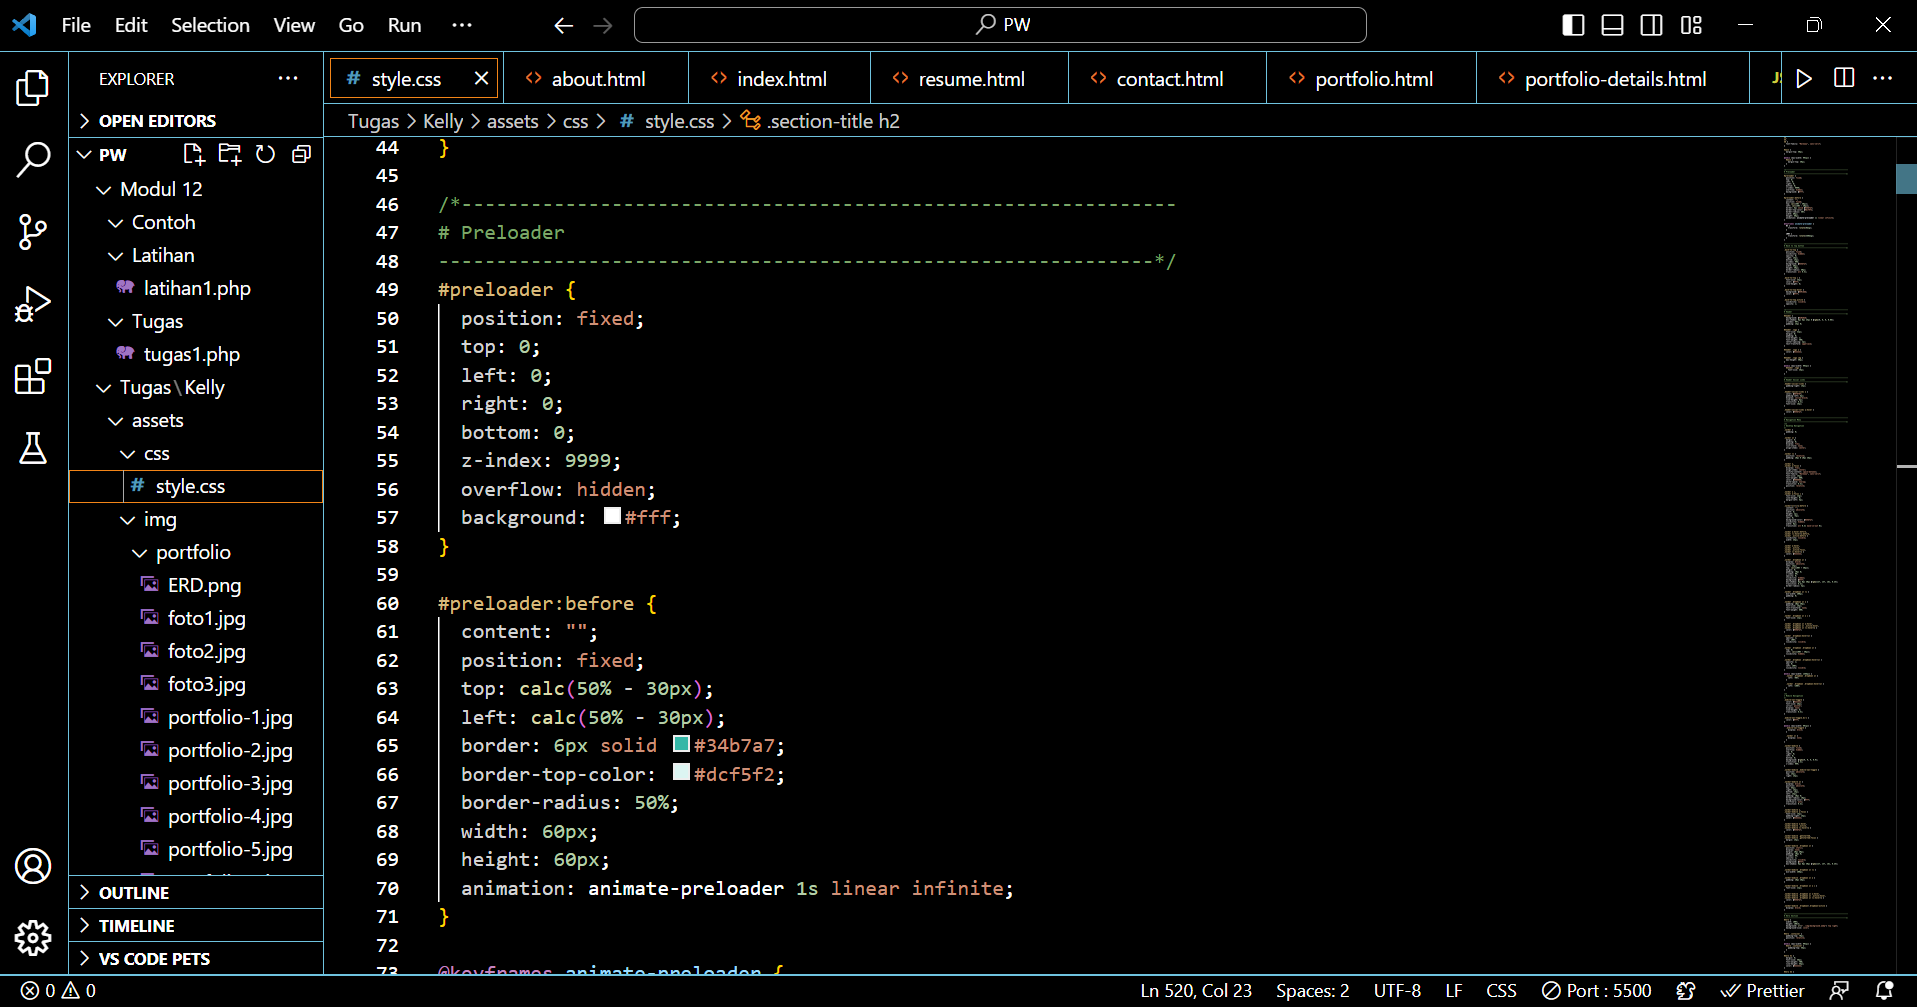 File Edit Selection View Go Run ···
PW
EXPLORER ···
OPEN EDITORS
PW
Modul 12
Contoh
Latihan
latihan1.php
Tugas
tugas1.php
Tugas\Kelly
assets
css
# style.css
img
portfolio
ERD.png
foto1.jpg
foto2.jpg
foto3.jpg
portfolio-1.jpg
portfolio-2.jpg
portfolio-3.jpg
portfolio-4.jpg
portfolio-5.jpg
OUTLINE
TIMELINE
VS CODE PETS
# style.css about.html index.html resume.html contact.html portfolio.html portfolio-details.html
Tugas > Kelly > assets > css > # style.css > .section-title h2
44 }
45
46 /*--------------------------------------------------------------
47 # Preloader
48 --------------------------------------------------------------*/
49 #preloader {
50 position: fixed;
51 top: 0;
52 left: 0;
53 right: 0;
54 bottom: 0;
55 z-index: 9999;
56 overflow: hidden;
57 background: #fff;
58 }
59
60 #preloader:before {
61 content: "";
62 position: fixed;
63 top: calc(50% - 30px);
64 left: calc(50% - 30px);
65 border: 6px solid #34b7a7;
66 border-top-color: #dcf5f2;
67 border-radius: 50%;
68 width: 60px;
69 height: 60px;
70 animation: animate-preloader 1s linear infinite;
71 }
72
73 @keyframes animate-preloader {
0 0
Ln 520, Col 23 Spaces: 2 UTF-8 LF CSS Port : 5500 Prettier